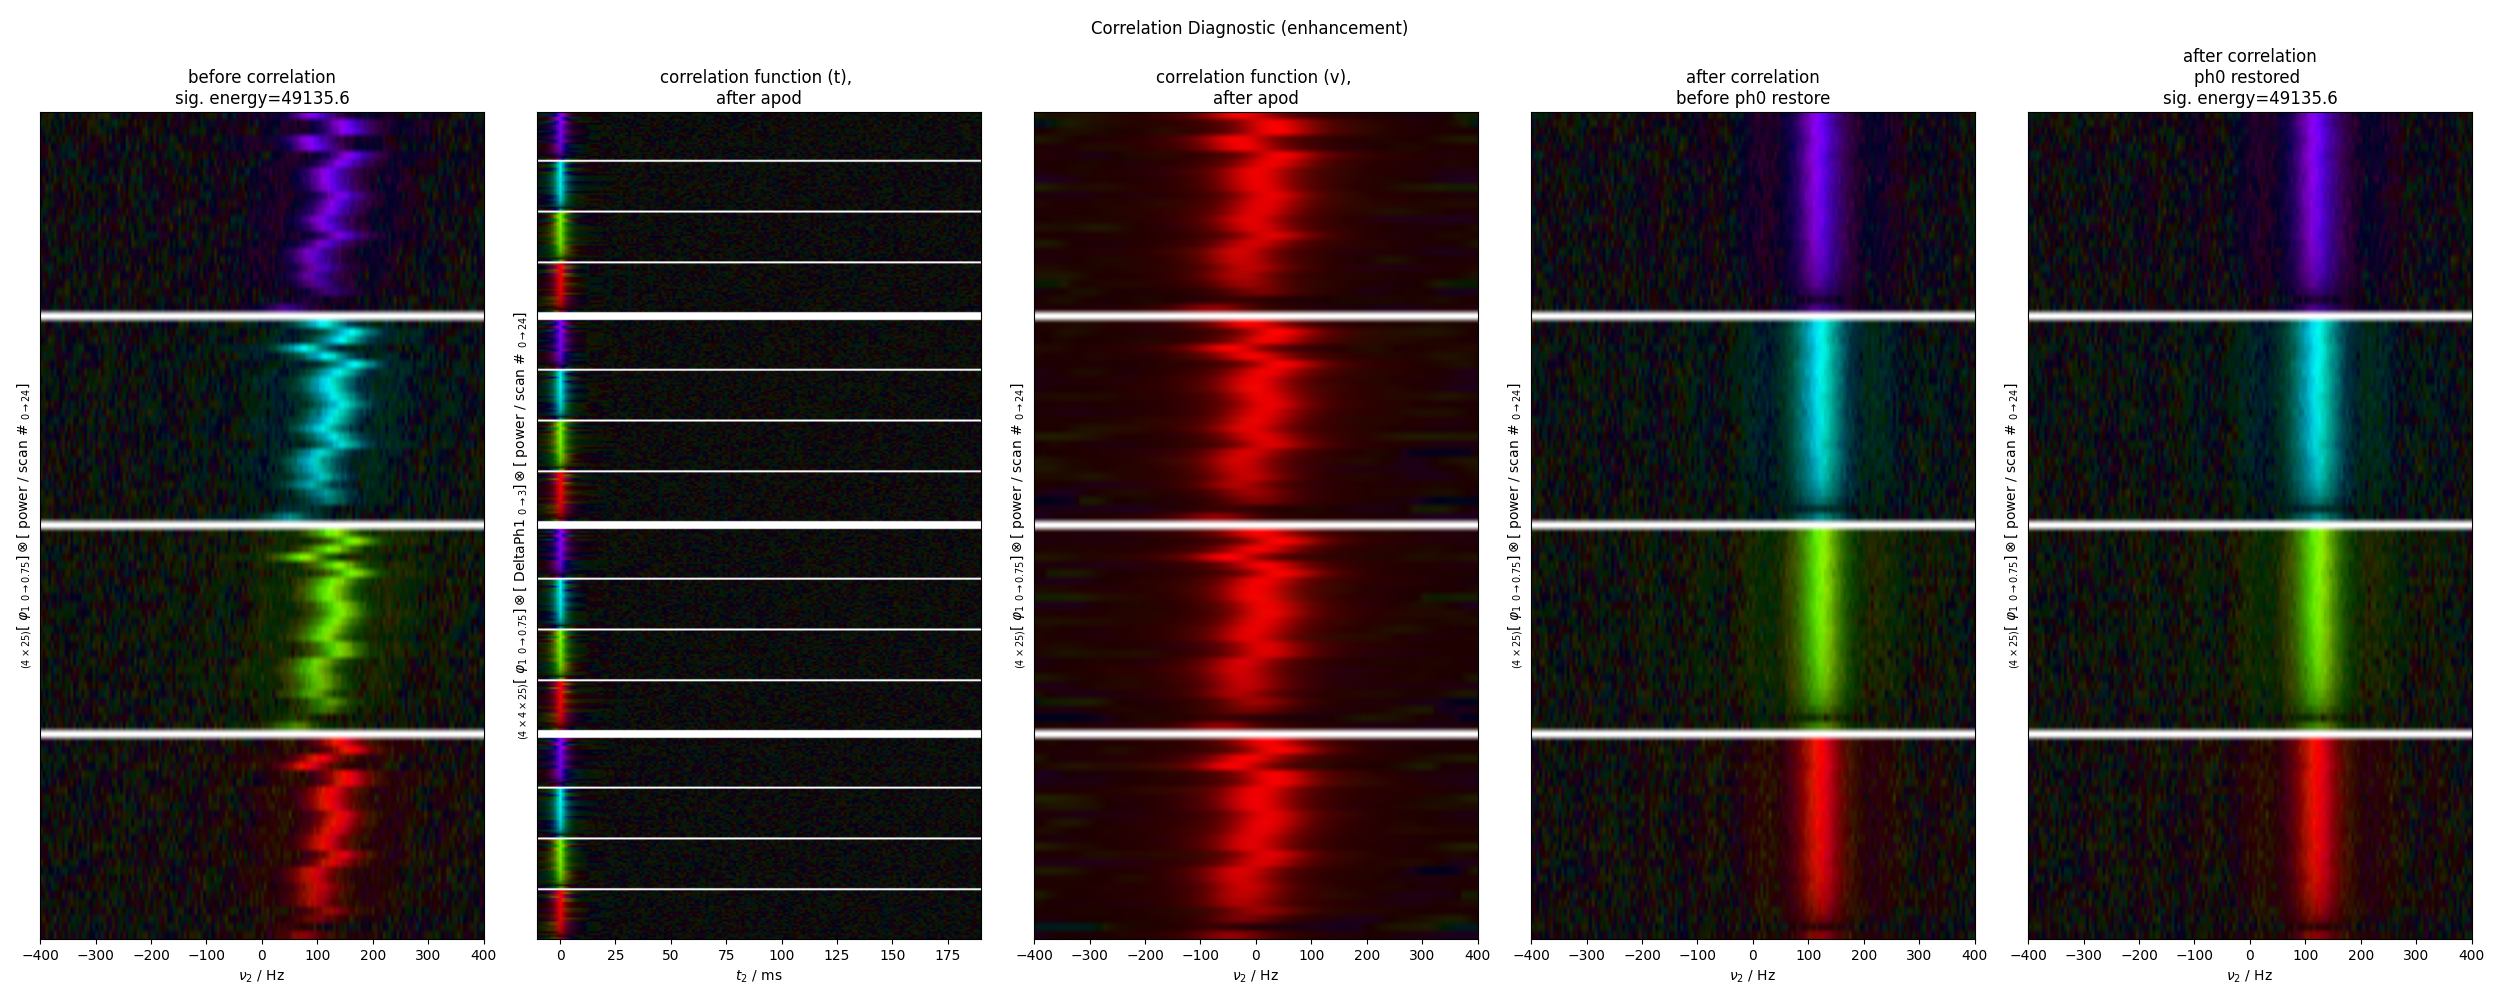 Correlation Diagnostic (enhancement)
before correlation
sig. energy=49135.6
(4 × 25)[ φ1 0→0.75] ⊗ [ power / scan # 0→24]
−400 −300 −200 −100 0 100 200 300 400
ν2 / Hz
correlation function (t),
after apod
(4 × 4 × 25)[ φ1 0→0.75] ⊗ [ DeltaPh1 0→3] ⊗ [ power / scan # 0→24]
0 25 50 75 100 125 150 175
t2 / ms
correlation function (v),
after apod
(4 × 25)[ φ1 0→0.75] ⊗ [ power / scan # 0→24]
−400 −300 −200 −100 0 100 200 300 400
ν2 / Hz
after correlation
before ph0 restore
(4 × 25)[ φ1 0→0.75] ⊗ [ power / scan # 0→24]
−400 −300 −200 −100 0 100 200 300 400
ν2 / Hz
after correlation
ph0 restored
sig. energy=49135.6
(4 × 25)[ φ1 0→0.75] ⊗ [ power / scan # 0→24]
−400 −300 −200 −100 0 100 200 300 400
ν2 / Hz